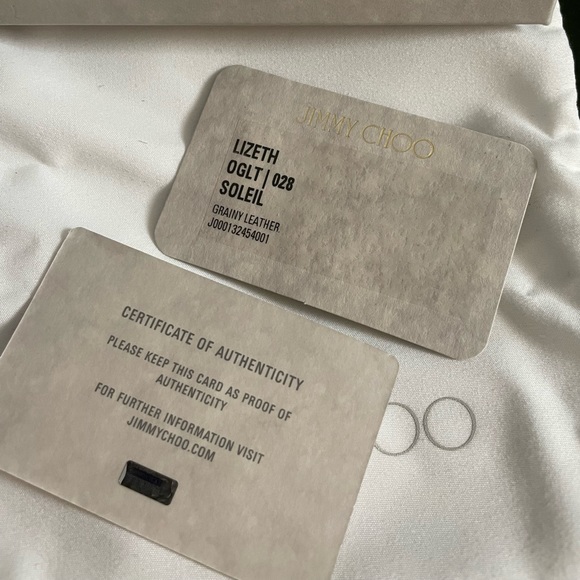 JIMMY CHOO
LIZETH
OGLT | 028
SOLEIL
GRAINY LEATHER
J000132454001
CERTIFICATE OF AUTHENTICITY
PLEASE KEEP THIS CARD AS PROOF OF
AUTHENTICITY
FOR FURTHER INFORMATION VISIT
JIMMYCHOO.COM
OO